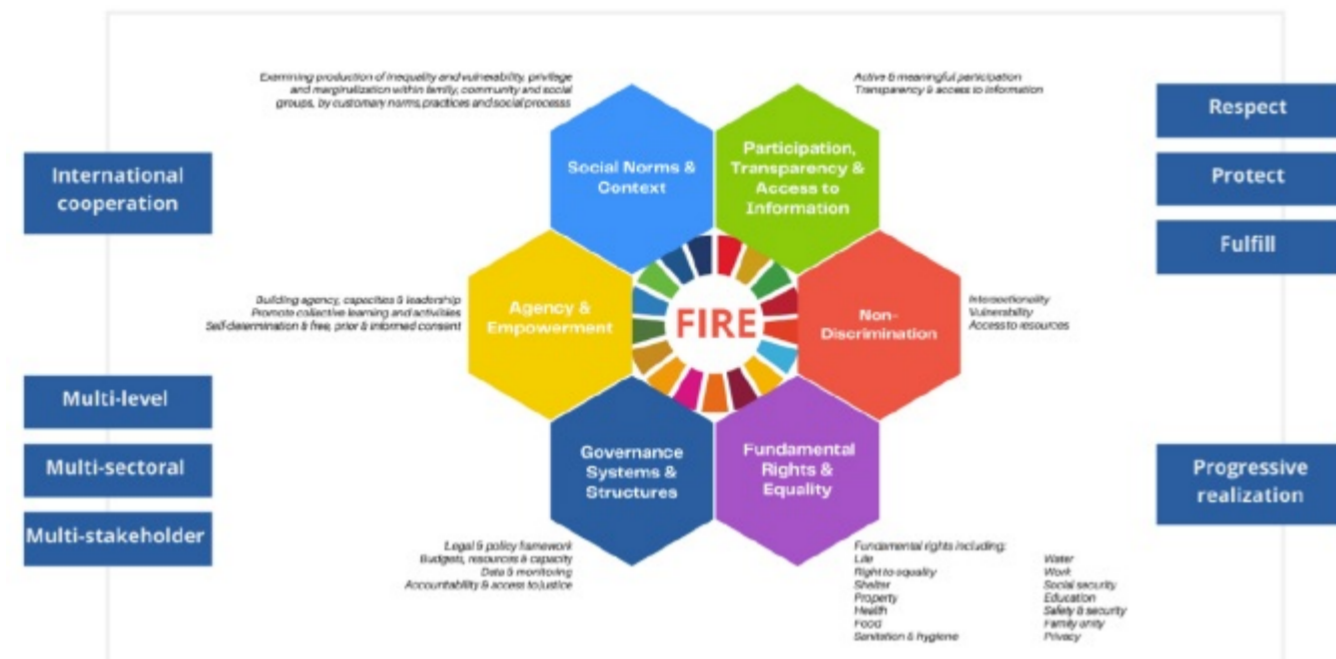 Examining production of inequality and vulnerability, privilege
and marginalization within family, community and social
groups, by customary norms, practices and social processes
Active & meaningful participation
Transparency & access to information
International
cooperation
Respect
Protect
Fulfill
Social Norms &
Context
Participation,
Transparency &
Access to
Information
Building agency, capacities & leadership
Promote collective learning and activities
Self-determination & free, prior & informed consent
Agency &
Empowerment
FIRE
Non-
Discrimination
Intersectionality
Vulnerability
Access to resources
Multi-level
Multi-sectoral
Multi-stakeholder
Governance
Systems &
Structures
Fundamental
Rights &
Equality
Progressive
realization
Legal & policy framework
Budgets, resources & capacity
Data & monitoring
Accountability & access to justice
Fundamental rights including:
Life
Right to equality
Shelter
Property
Health
Food
Sanitation & hygiene
Water
Work
Social security
Education
Safety & security
Family unity
Privacy